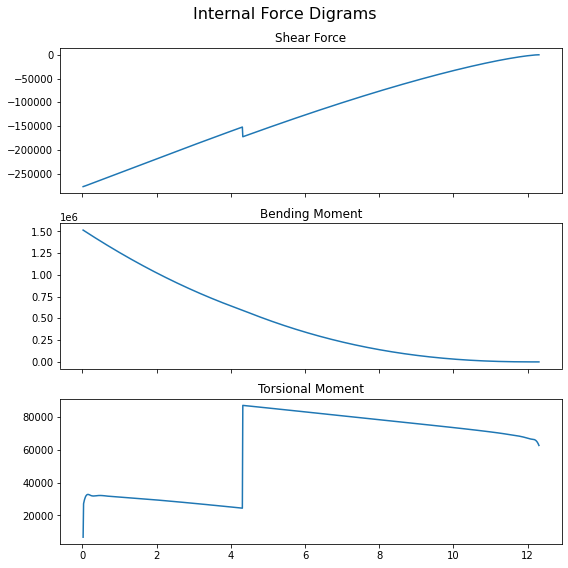 Internal Force Digrams
Shear Force
0
−50000
−100000
−150000
−200000
−250000
1e6
Bending Moment
1.50
1.25
1.00
0.75
0.50
0.25
0.00
Torsional Moment
80000
60000
40000
20000
0 2 4 6 8 10 12